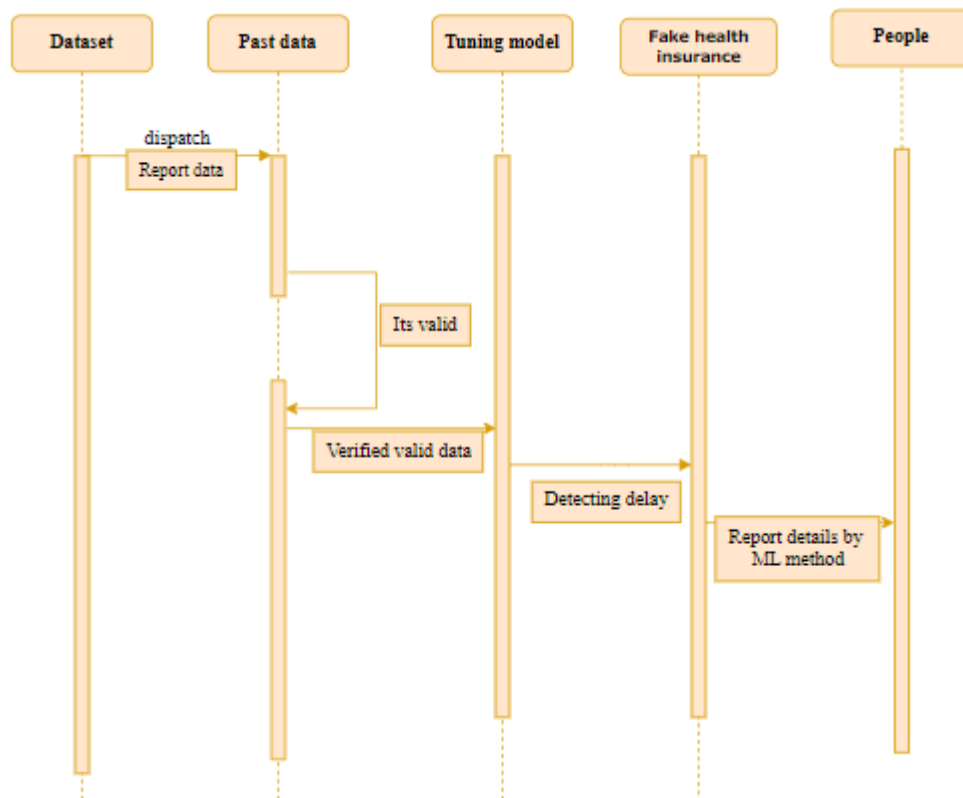 Dataset
Past data
Tuning model
Fake health
insurance
People
dispatch
Report data
Its valid
Verified valid data
Detecting delay
Report details by
ML method